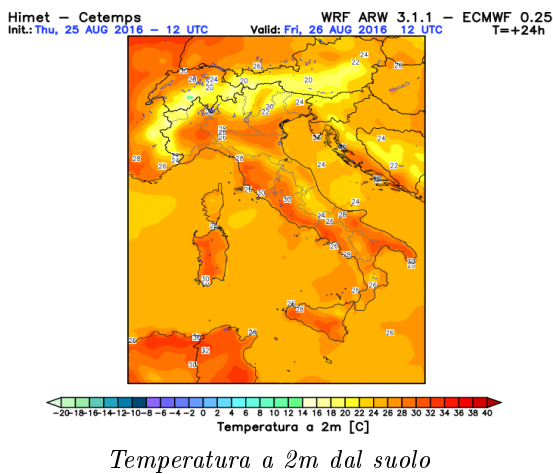 Himet – Cetemps WRF ARW 3.1.1 – ECMWF 0.25
Init.: Thu, 25 AUG 2016 – 12 UTC Valid: Fri, 26 AUG 2016 12 UTC T=+24h
-20 -18 -16 -14 -12 -10 -8 -6 -4 -2 0 2 4 6 8 10 12 14 16 18 20 22 24 26 28 30 32 34 36 38 40
Temperatura a 2m [C]
Temperatura a 2m dal suolo